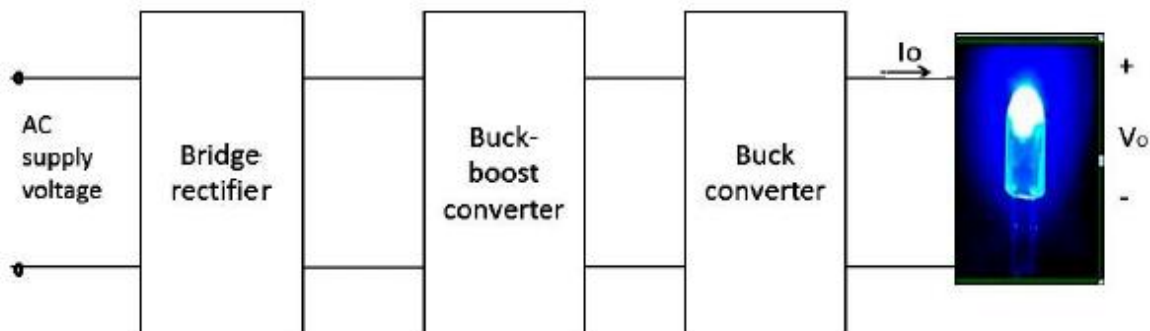 AC
supply
voltage
Bridge
rectifier
Buck-
boost
converter
Buck
converter
Io
+
Vo
-